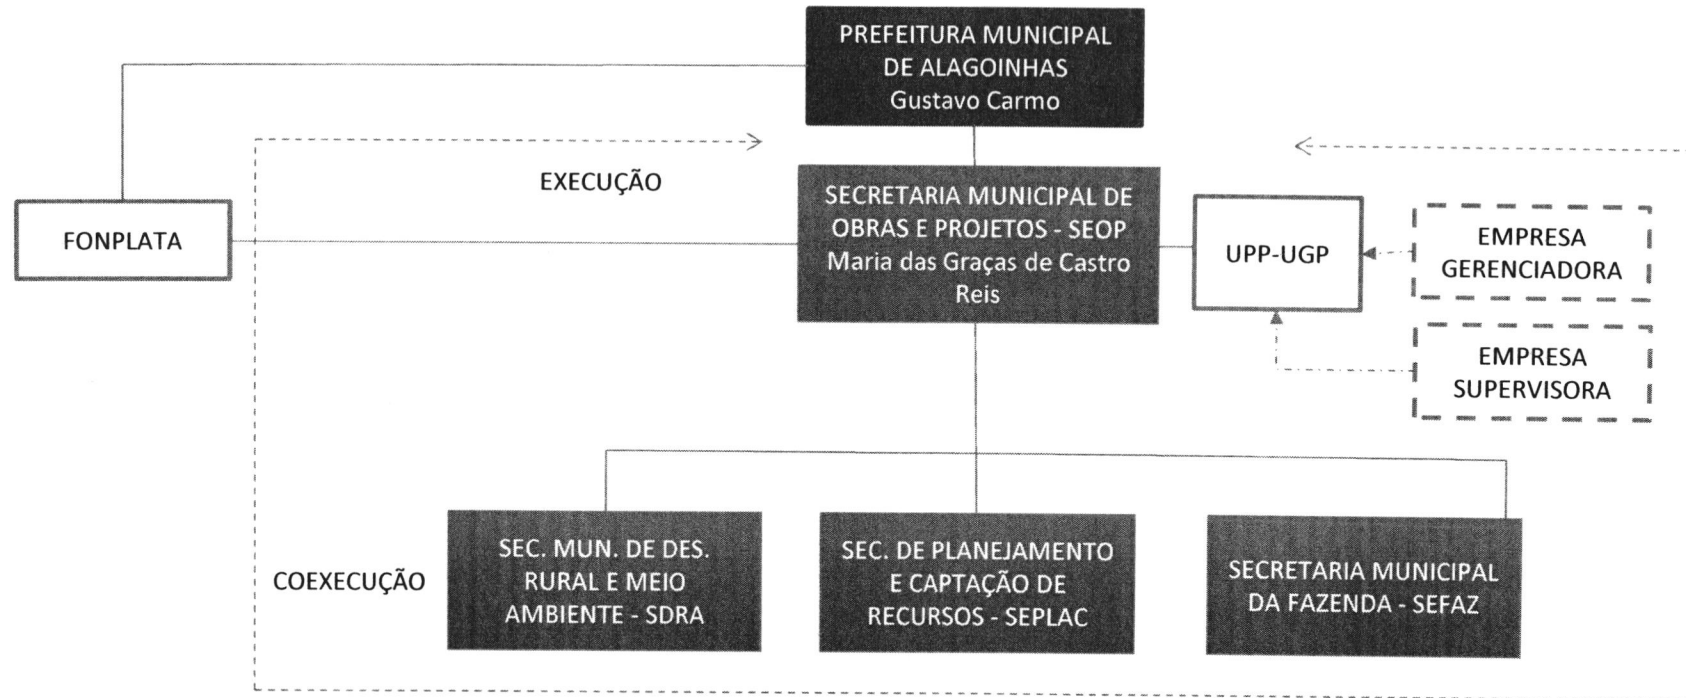 PREFEITURA MUNICIPAL
DE ALAGOINHAS
Gustavo Carmo
EXECUÇÃO
FONPLATA
SECRETARIA MUNICIPAL DE
OBRAS E PROJETOS - SEOP
Maria das Graças de Castro
Reis
UPP-UGP
EMPRESA
GERENCIADORA
EMPRESA
SUPERVISORA
COEXECUÇÃO
SEC. MUN. DE DES.
RURAL E MEIO
AMBIENTE - SDRA
SEC. DE PLANEJAMENTO
E CAPTAÇÃO DE
RECURSOS - SEPLAC
SECRETARIA MUNICIPAL
DA FAZENDA - SEFAZ